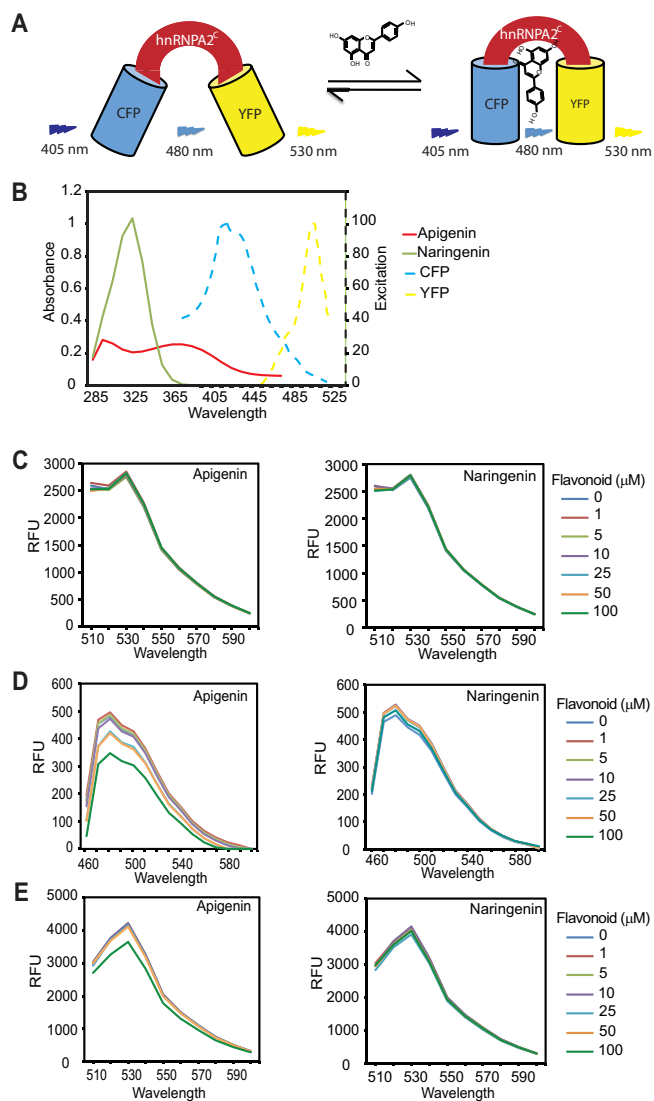 A
hnRNPA2C
CFP
YFP
405 nm
480 nm
530 nm
HO
O
OH
OH
O
hnRNPA2C
HO
O
HO
CFP
YFP
405 nm
480 nm
530 nm
B
1.2
1
0.8
0.6
0.4
0.2
0
Absorbance
100
80
60
40
20
0
Excitation
285 325 365 405 445 485 525
Wavelength
Apigenin
Naringenin
CFP
YFP
C
Apigenin
3000
2500
2000
1500
1000
500
0
RFU
510 530 550 570 590
Wavelength
Naringenin
3000
2500
2000
1500
1000
500
0
RFU
510 530 550 570 590
Wavelength
Flavonoid (μM)
0
1
5
10
25
50
100
D
Apigenin
600
500
400
300
200
100
0
RFU
460 500 540 580
Wavelength
Naringenin
600
500
400
300
200
100
0
RFU
460 500 540 580
Wavelength
Flavonoid (μM)
0
1
5
10
25
50
100
E
Apigenin
5000
4000
3000
2000
1000
0
RFU
510 530 550 570 590
Wavelength
Naringenin
5000
4000
3000
2000
1000
0
RFU
510 530 550 570 590
Wavelength
Flavonoid (μM)
0
1
5
10
25
50
100